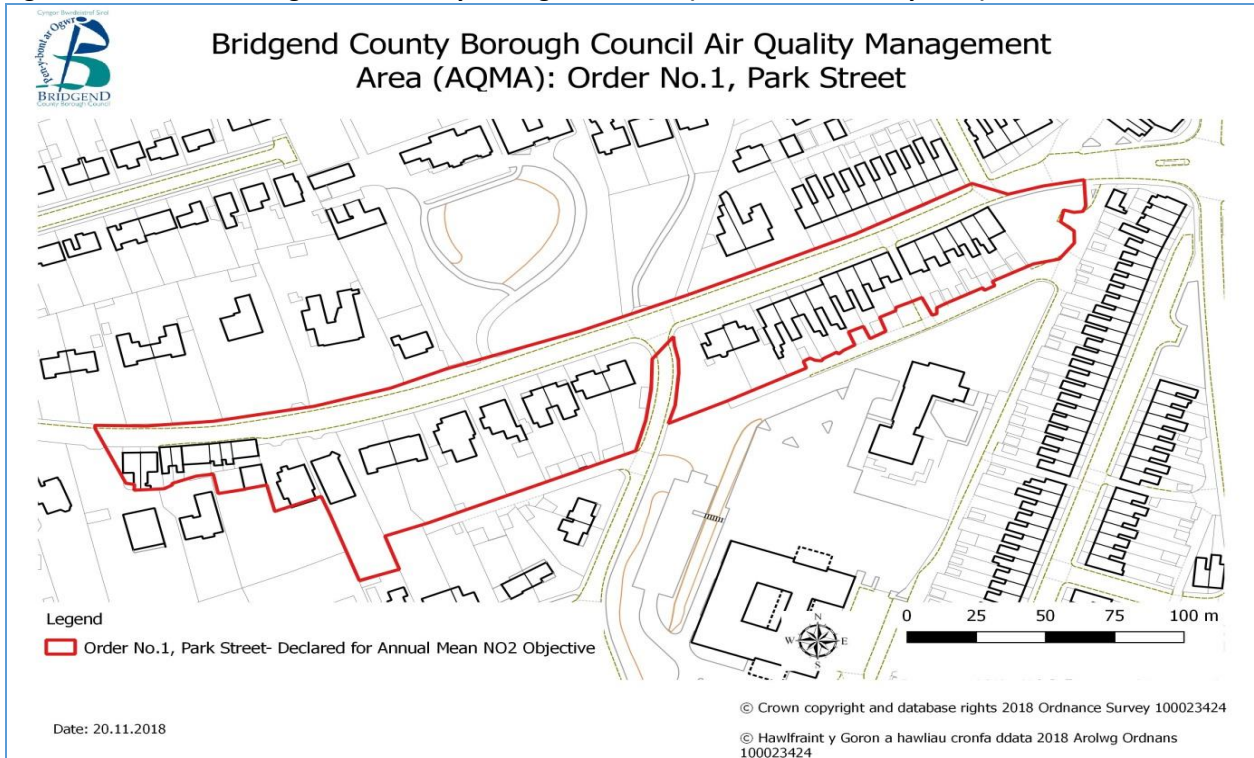 Cyngor Bwrdeistref Sirol
Pen-y-bont ar Ogwr
BRIDGEND
County Borough Council
Bridgend County Borough Council Air Quality Management
Area (AQMA): Order No.1, Park Street
Legend
Order No.1, Park Street- Declared for Annual Mean NO2 Objective
0 25 50 75 100 m
N
W E
S
Date: 20.11.2018
© Crown copyright and database rights 2018 Ordnance Survey 100023424
© Hawlfraint y Goron a hawliau cronfa ddata 2018 Arolwg Ordnans
100023424